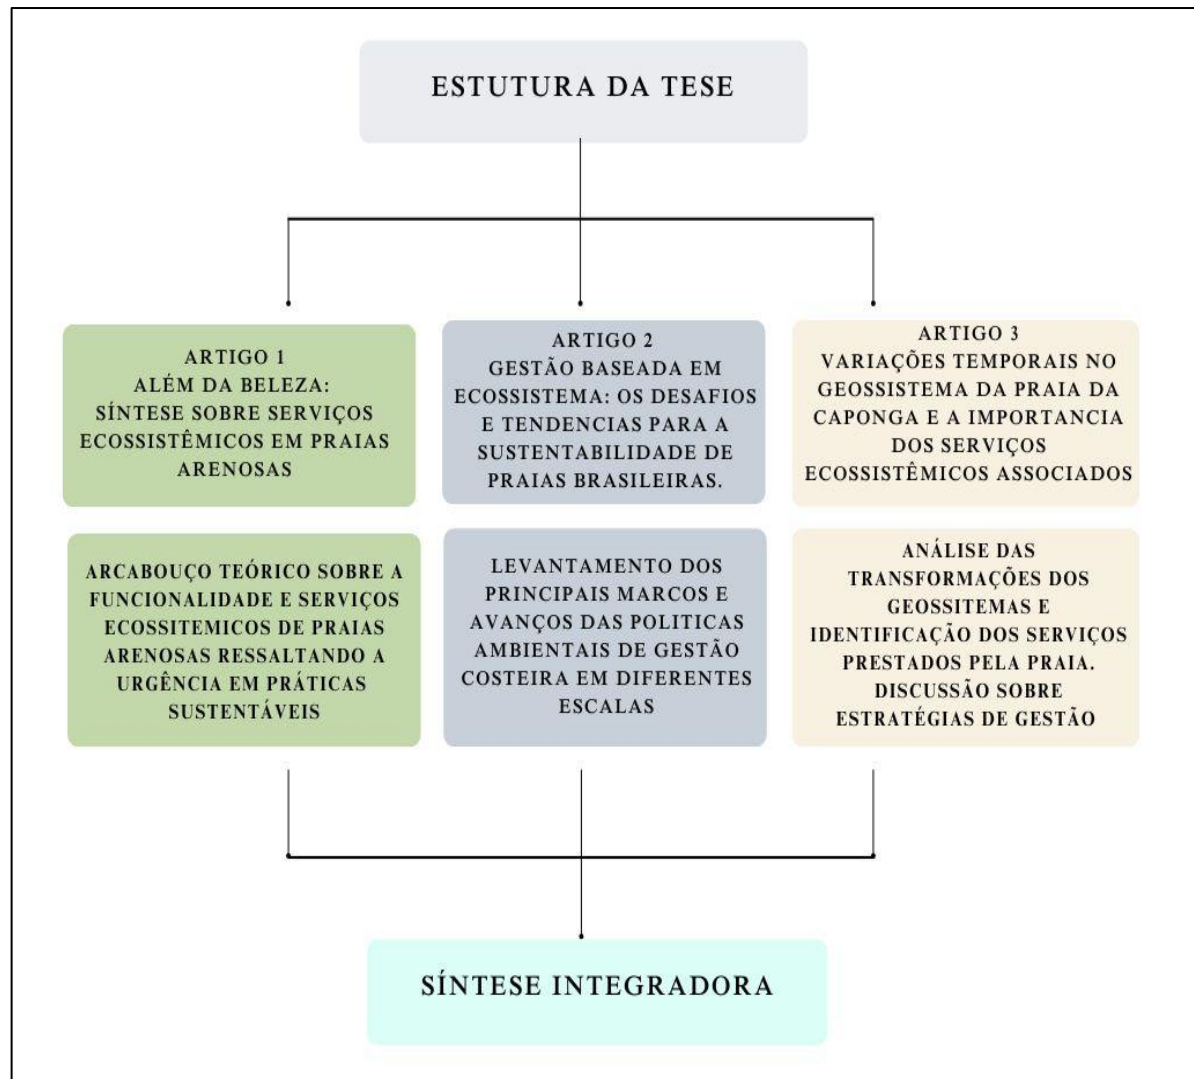 ESTUTURA DA TESE
ARTIGO 1
ALÉM DA BELEZA:
SÍNTESE SOBRE SERVIÇOS
ECOSSISTÊMICOS EM PRAIAS
ARENOSAS
ARTIGO 2
GESTÃO BASEADA EM
ECOSSISTEMA: OS DESAFIOS
E TENDENCIAS PARA A
SUSTENTABILIDADE DE
PRAIAS BRASILEIRAS.
ARTIGO 3
VARIAÇÕES TEMPORAIS NO
GEOSSISTEMA DA PRAIA DA
CAPONGA E A IMPORTANCIA
DOS SERVIÇOS
ECOSSISTÊMICOS ASSOCIADOS
ARCABOUÇO TEÓRICO SOBRE A
FUNCIONALIDADE E SERVIÇOS
ECOSSITEMICOS DE PRAIAS
ARENOSAS RESSALTANDO A
URGÊNCIA EM PRÁTICAS
SUSTENTÁVEIS
LEVANTAMENTO DOS
PRINCIPAIS MARCOS E
AVANÇOS DAS POLITICAS
AMBIENTAIS DE GESTÃO
COSTEIRA EM DIFERENTES
ESCALAS
ANÁLISE DAS
TRANSFORMAÇÕES DOS
GEOSSITEMAS E
IDENTIFICAÇÃO DOS SERVIÇOS
PRESTADOS PELA PRAIA.
DISCUSSÃO SOBRE
ESTRATÉGIAS DE GESTÃO
SÍNTESE INTEGRADORA